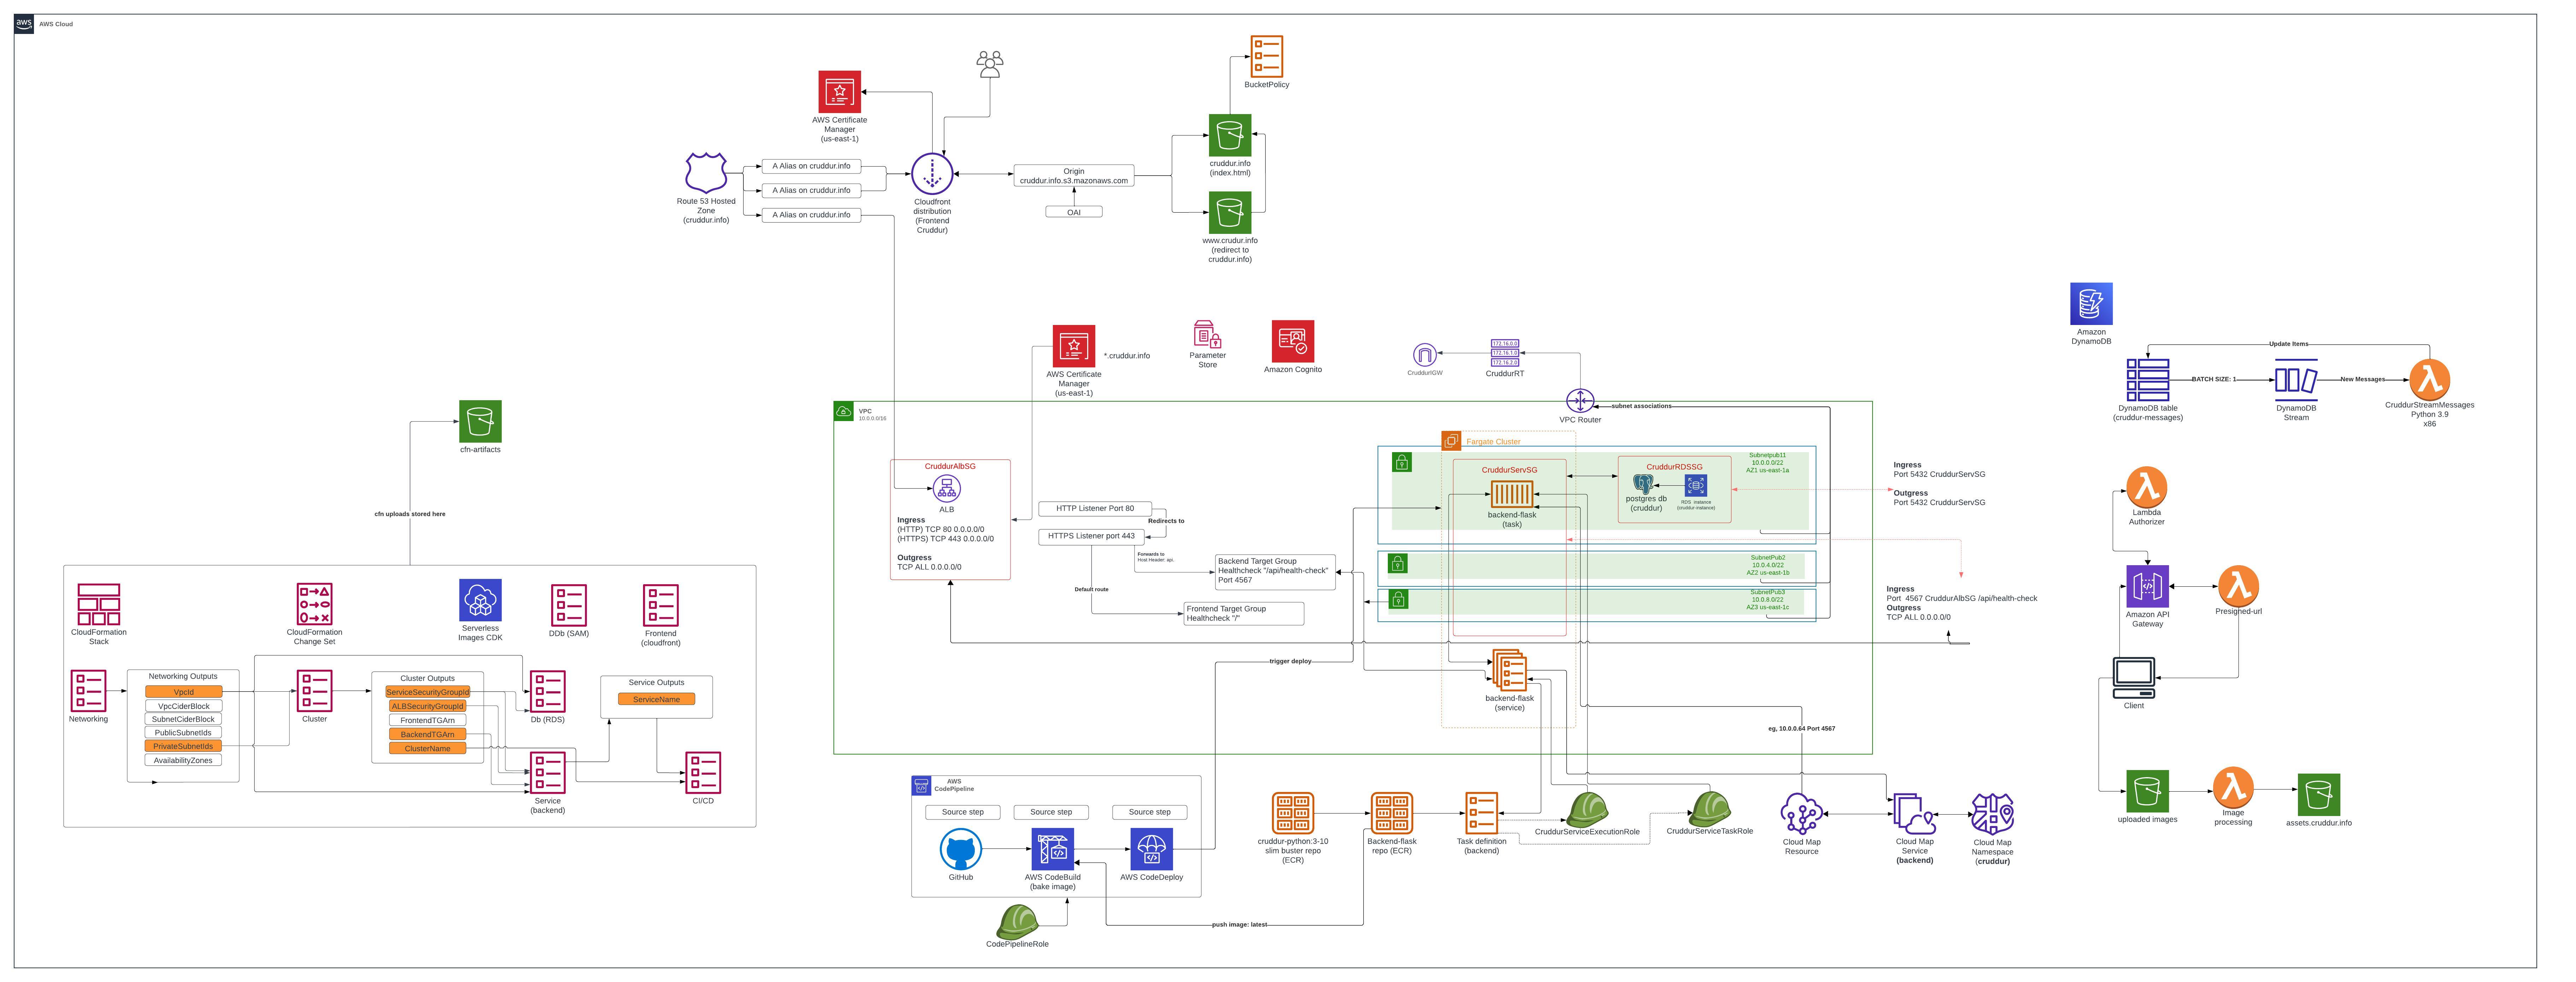 aws
AWS Cloud
BucketPolicy
AWS Certificate
Manager
(us-east-1)
cruddur.info
(index.html)
Route 53 Hosted
Zone
(cruddur.info)
A Alias on cruddur.info
A Alias on cruddur.info
A Alias on cruddur.info
Cloudfront
distribution
(Frontend
Cruddur)
Origin
cruddur.info.s3.mazonaws.com
OAI
www.crudur.info
(redirect to
cruddur.info)
AWS Certificate
Manager
(us-east-1)
*.cruddur.info
Parameter
Store
Amazon Cognito
CruddurIGW
172.16.0.0
172.16.1.0
172.16.2.0
CruddurRT
Amazon
DynamoDB
Update Items
DynamoDB table
(cruddur-messages)
BATCH SIZE: 1
DynamoDB
Stream
New Messages
CruddurStreamMessages
Python 3.9
x86
cfn-artifacts
cfn uploads stored here
VPC
10.0.0.0/16
VPC Router
subnet associations
Fargate Cluster
CruddurAlbSG
ALB
Ingress
(HTTP) TCP 80 0.0.0.0/0
(HTTPS) TCP 443 0.0.0.0/0
Outgress
TCP ALL 0.0.0.0/0
HTTP Listener Port 80
Redirects to
HTTPS Listener port 443
Forwards to
Host Header: api.
Default route
Backend Target Group
Healthcheck "/api/health-check"
Port 4567
Frontend Target Group
Healthcheck "/"
CruddurServSG
backend-flask
(task)
CruddurRDSSG
postgres db
(cruddur)
RDS instance
(cruddur-instance)
Subnetpub11
10.0.0.0/22
AZ1 us-east-1a
SubnetPub2
10.0.4.0/22
AZ2 us-east-1b
SubnetPub3
10.0.8.0/22
AZ3 us-east-1c
Ingress
Port 5432 CruddurServSG
Outgress
Port 5432 CruddurServSG
Ingress
Port 4567 CruddurAlbSG /api/health-check
Outgress
TCP ALL 0.0.0.0/0
trigger deploy
backend-flask
(service)
eg, 10.0.0.64 Port 4567
Lambda
Authorizer
Amazon API
Gateway
Presigned-url
Client
uploaded images
Image
processing
assets.cruddur.info
CloudFormation
Stack
CloudFormation
Change Set
Serverless
Images CDK
DDb (SAM)
Frontend
(cloudfront)
Networking
Networking Outputs
VpcId
VpcCiderBlock
SubnetCiderBlock
PublicSubnetIds
PrivateSubnetIds
AvailabilityZones
Cluster
Cluster Outputs
ServiceSecurityGroupId
ALBSecurityGroupId
FrontendTGArn
BackendTGArn
ClusterName
Db (RDS)
Service
(backend)
Service Outputs
ServiceName
CI/CD
AWS
CodePipeline
Source step
Source step
Source step
GitHub
AWS CodeBuild
(bake image)
AWS CodeDeploy
CodePipelineRole
push image: latest
cruddur-python:3-10
slim buster repo
(ECR)
Backend-flask
repo (ECR)
Task definition
(backend)
CruddurServiceExecutionRole
CruddurServiceTaskRole
Cloud Map
Resource
Cloud Map
Service
(backend)
Cloud Map
Namespace
(cruddur)